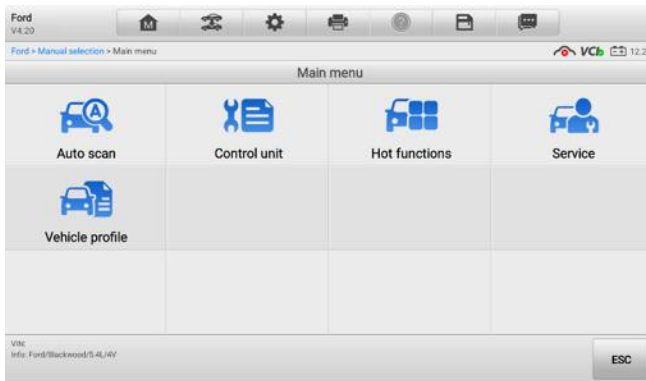 Ford
V4.20
M
Ford > Manual selection > Main menu
VCI b 12.2
Main menu
A
Auto scan
Control unit
Hot functions
Service
Vehicle profile
VIN:
Info: Ford/Blackwood/5.4L/4V
ESC